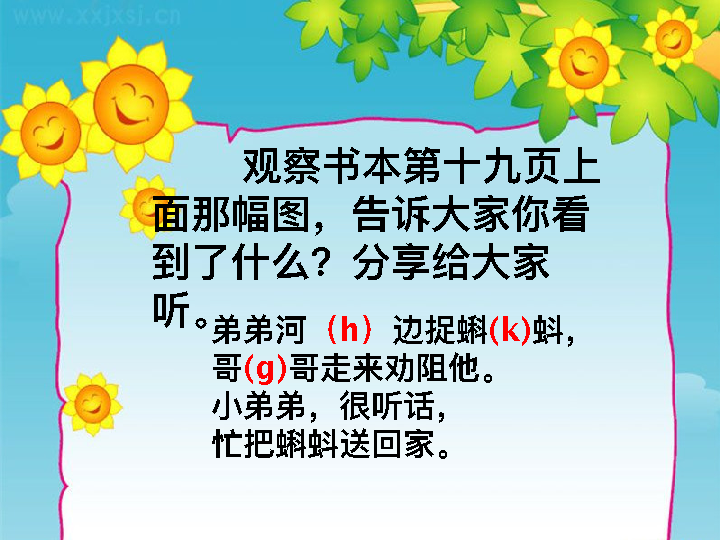 www.xxjxsj.cn
观察书本第十九页上
面那幅图，告诉大家你看
到了什么？分享给大家
听。
弟弟河（h）边捉蝌(k)蚪，
哥(g)哥走来劝阻他。
小弟弟，很听话，
忙把蝌蚪送回家。